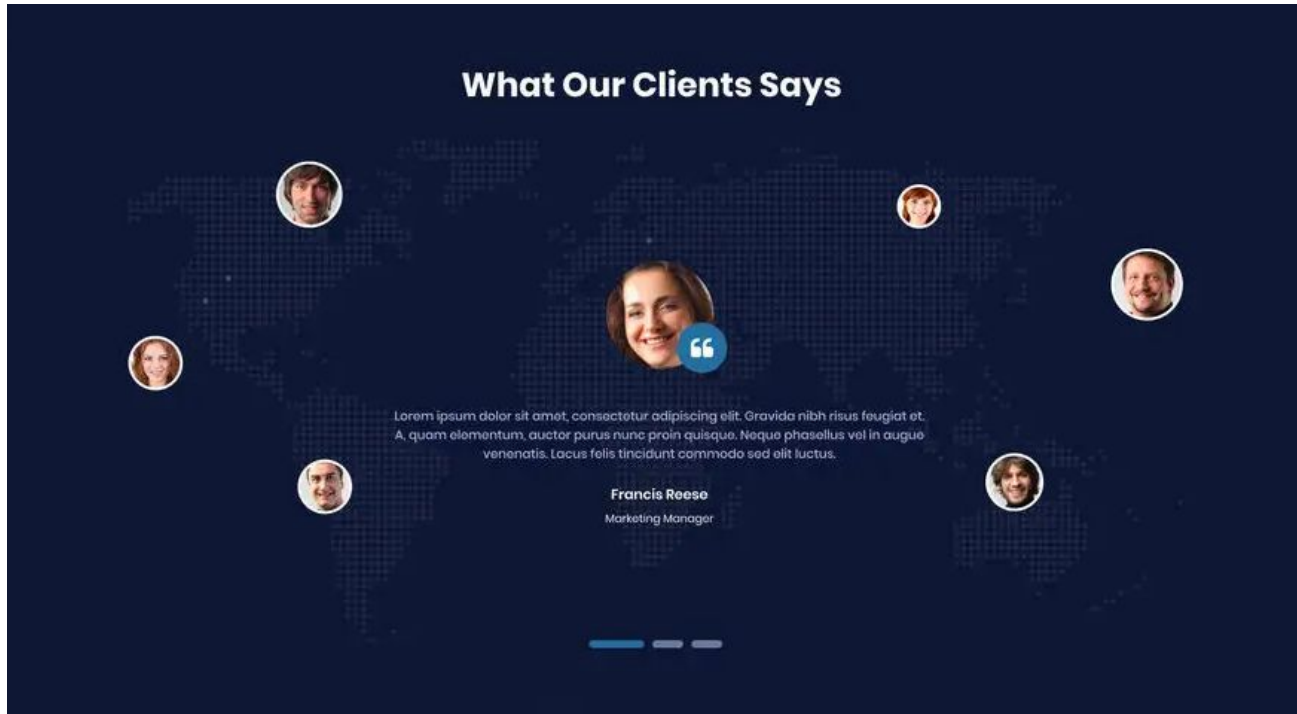 What Our Clients Says
Lorem ipsum dolor sit amet, consectetur adipiscing elit. Gravida nibh risus feugiat et.
A, quam elementum, auctor purus nunc proin quisque. Neque phasellus vel in augue
venenatis. Lacus felis tincidunt commodo sed elit luctus.
Francis Reese
Marketing Manager